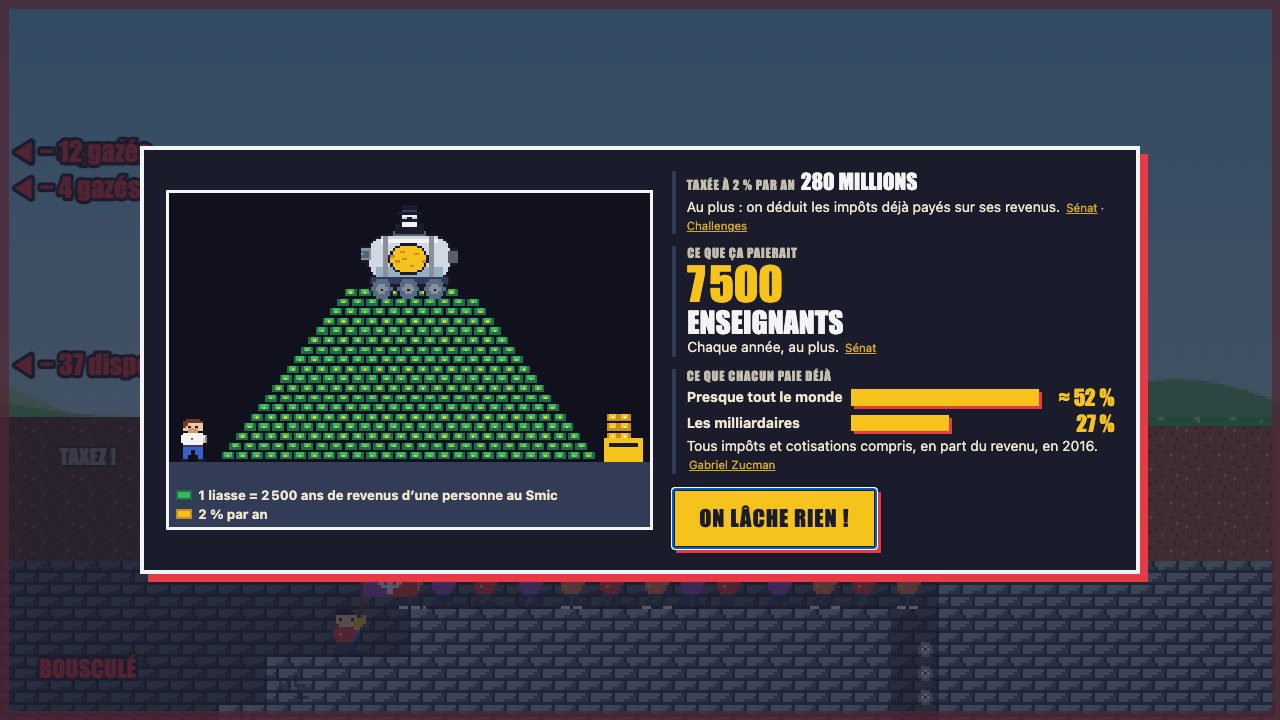 – 12 gazés
– 4 gazés
– 37
TAXEZ !
BOUSCULÉ
1 liasse = 2 500 ans de revenus d’une personne au Smic
2 % par an
TAXÉE À 2 % PAR AN 280 MILLIONS
Au plus : on déduit les impôts déjà payés sur ses revenus. Sénat ·
Challenges
CE QUE ÇA PAIERAIT
7 500
ENSEIGNANTS
Chaque année, au plus. Sénat
CE QUE CHACUN PAIE DÉJÀ
Presque tout le monde ≈ 52 %
Les milliardaires 27 %
Tous impôts et cotisations compris, en part du revenu, en 2016.
Gabriel Zucman
ON LÂCHE RIEN !